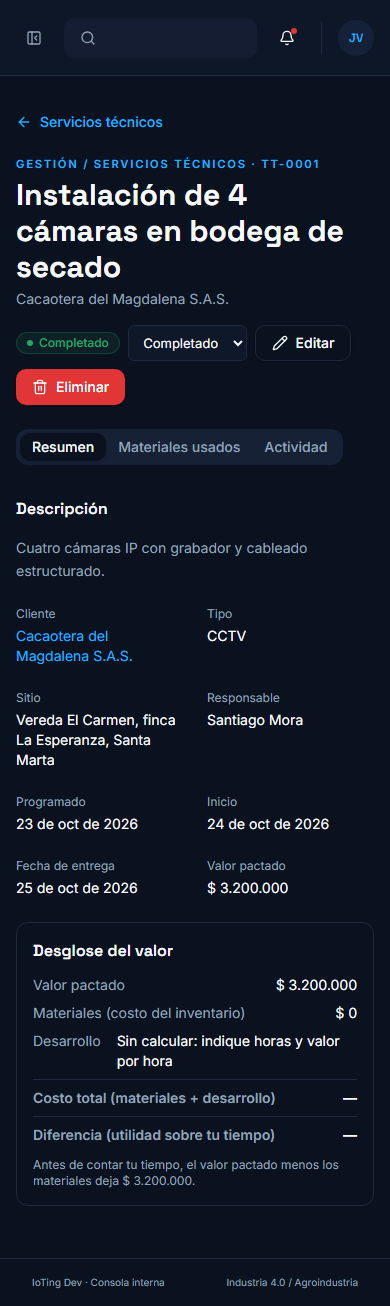 JV
Servicios técnicos
GESTIÓN / SERVICIOS TÉCNICOS · TT-0001
Instalación de 4
cámaras en bodega de
secado
Cacaotera del Magdalena S.A.S.
Completado
Completado
Editar
Eliminar
Resumen
Materiales usados
Actividad
Descripción
Cuatro cámaras IP con grabador y cableado
estructurado.
Cliente
Cacaotera del
Magdalena S.A.S.
Tipo
CCTV
Sitio
Vereda El Carmen, finca
La Esperanza, Santa
Marta
Responsable
Santiago Mora
Programado
23 de oct de 2026
Inicio
24 de oct de 2026
Fecha de entrega
25 de oct de 2026
Valor pactado
$ 3.200.000
Desglose del valor
Valor pactado $ 3.200.000
Materiales (costo del inventario) $ 0
Desarrollo Sin calcular: indique horas y valor
por hora
Costo total (materiales + desarrollo) —
Diferencia (utilidad sobre tu tiempo) —
Antes de contar tu tiempo, el valor pactado menos los
materiales deja $ 3.200.000.
IoTing Dev · Consola interna
Industria 4.0 / Agroindustria